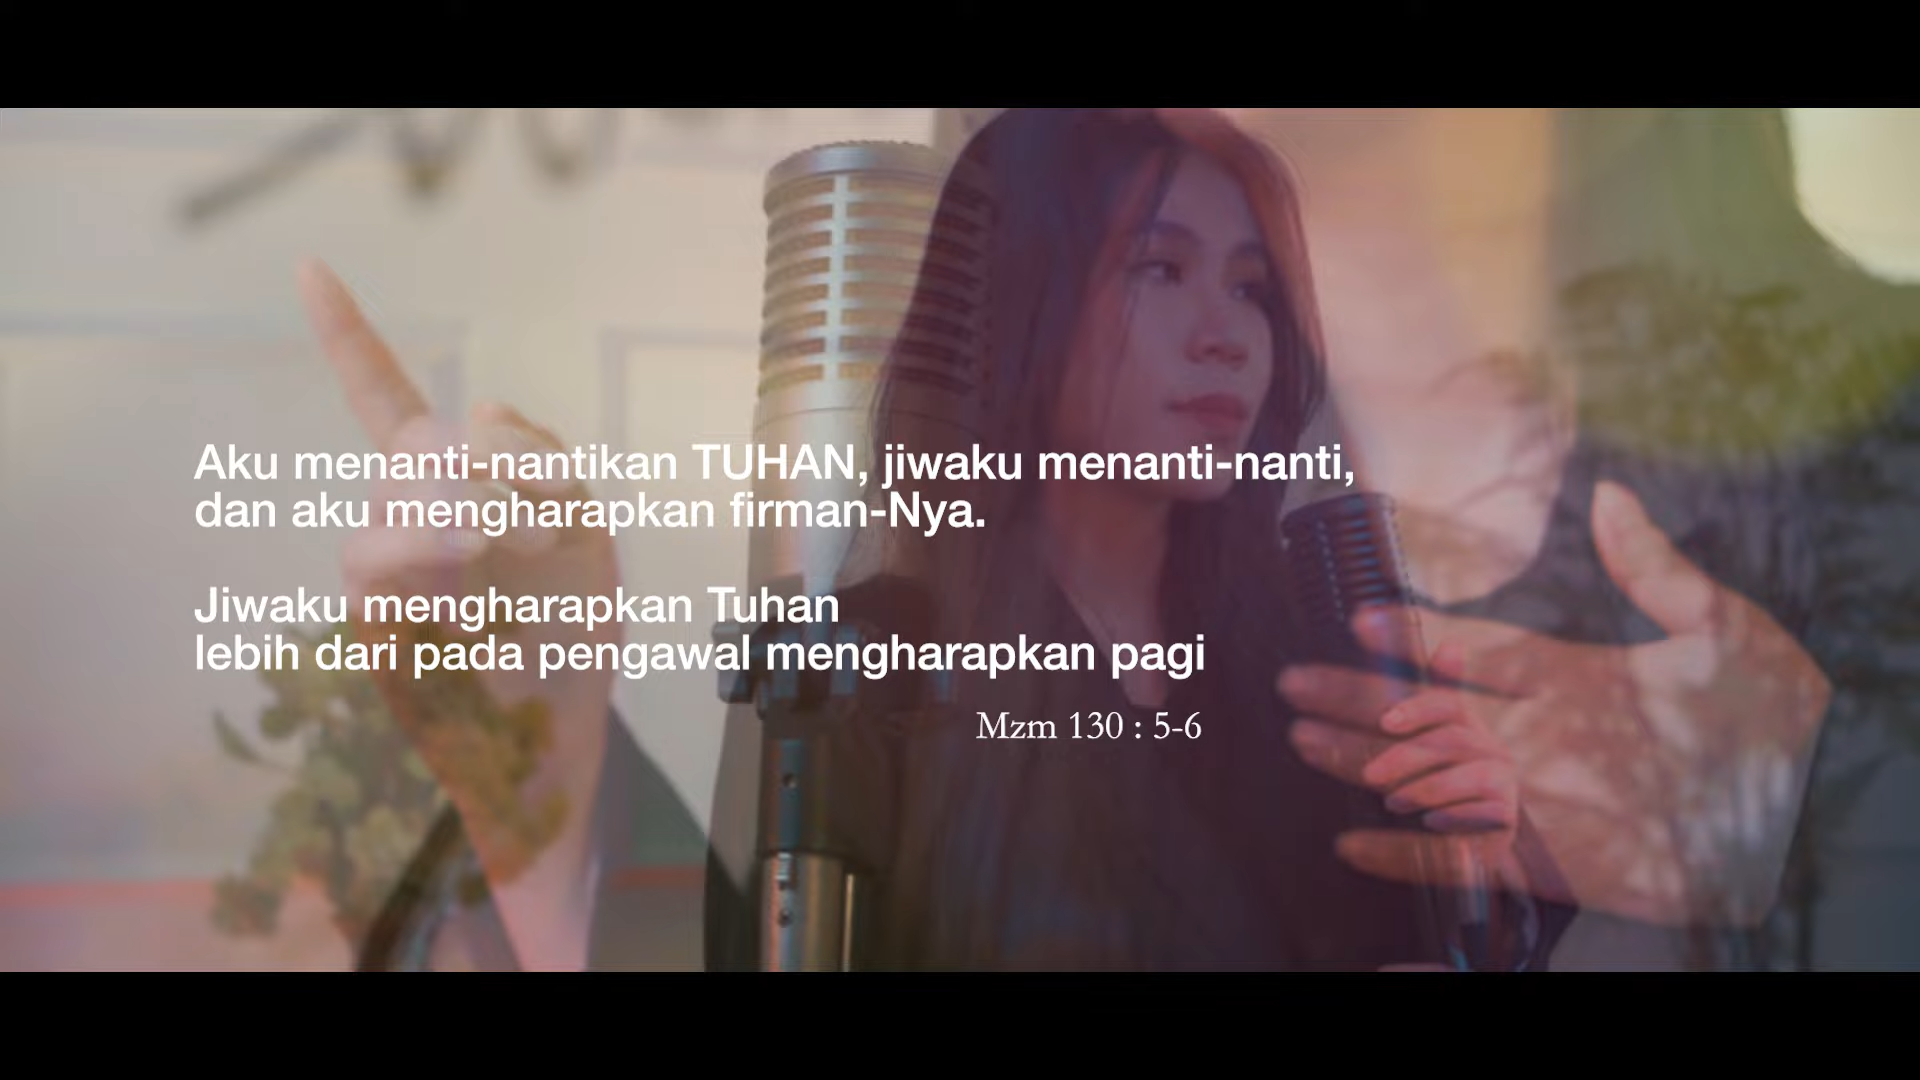 Aku menanti-nantikan TUHAN, jiwaku menanti-nanti,
dan aku mengharapkan firman-Nya.
Jiwaku mengharapkan Tuhan
lebih dari pada pengawal mengharapkan pagi
Mzm 130 : 5-6